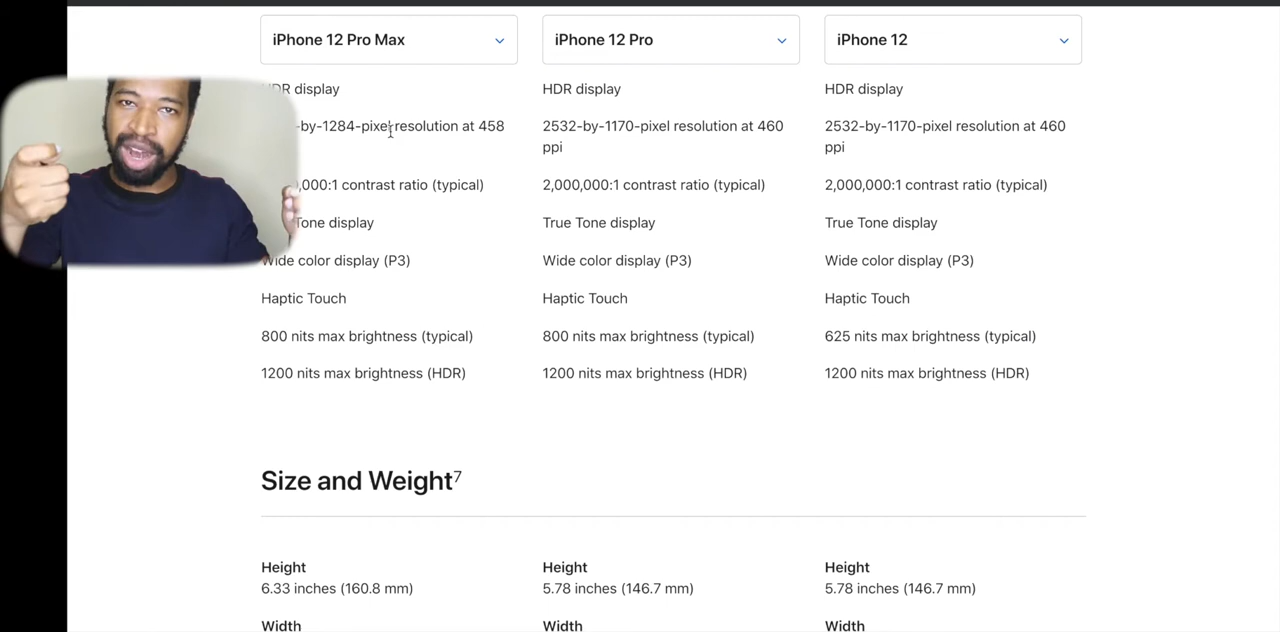 iPhone 12 Pro Max
iPhone 12 Pro
iPhone 12
HDR display
HDR display
HDR display
-by-1284-pixel resolution at 458
2532-by-1170-pixel resolution at 460
ppi
2532-by-1170-pixel resolution at 460
ppi
,000:1 contrast ratio (typical)
2,000,000:1 contrast ratio (typical)
2,000,000:1 contrast ratio (typical)
Tone display
True Tone display
True Tone display
Wide color display (P3)
Wide color display (P3)
Wide color display (P3)
Haptic Touch
Haptic Touch
Haptic Touch
800 nits max brightness (typical)
800 nits max brightness (typical)
625 nits max brightness (typical)
1200 nits max brightness (HDR)
1200 nits max brightness (HDR)
1200 nits max brightness (HDR)
Size and Weight7
Height
6.33 inches (160.8 mm)
Height
5.78 inches (146.7 mm)
Height
5.78 inches (146.7 mm)
Width
Width
Width